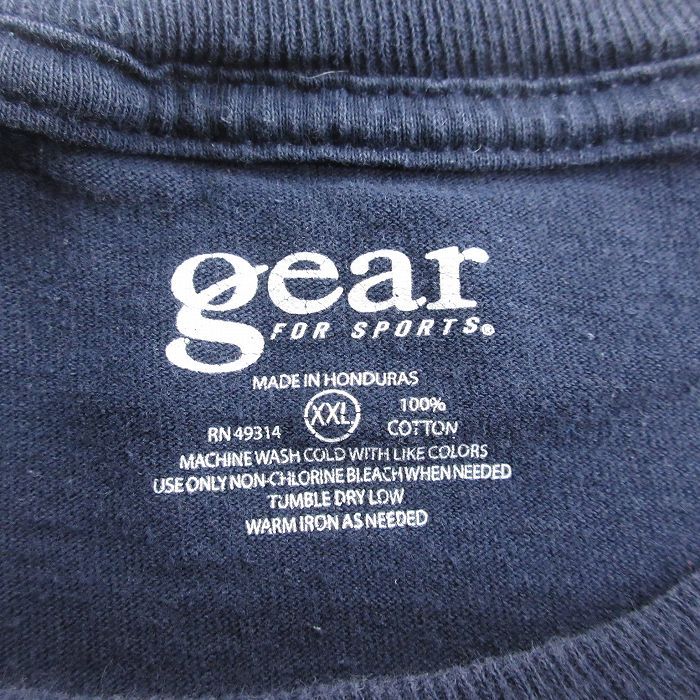 gear
FOR SPORTS®
MADE IN HONDURAS
RN 49314 XXL 100% COTTON
MACHINE WASH COLD WITH LIKE COLORS
USE ONLY NON-CHLORINE BLEACH WHEN NEEDED
TUMBLE DRY LOW
WARM IRON AS NEEDED